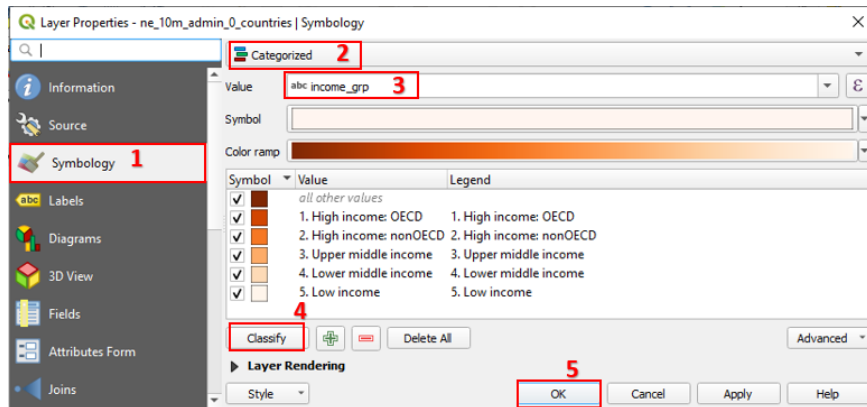 Layer Properties - ne_10m_admin_0_countries | Symbology
Categorized 2
Information
Value abc income_grp 3
Source
Symbol
Symbology 1
Color ramp
Labels
Symbol Value Legend
all other values
1. High income: OECD 1. High income: OECD
Diagrams
2. High income: nonOECD 2. High income: nonOECD
3. Upper middle income 3. Upper middle income
3D View
4. Lower middle income 4. Lower middle income
5. Low income 5. Low income
Fields
4
Classify Delete All Advanced
Attributes Form
Layer Rendering
5
Joins
Style OK Cancel Apply Help